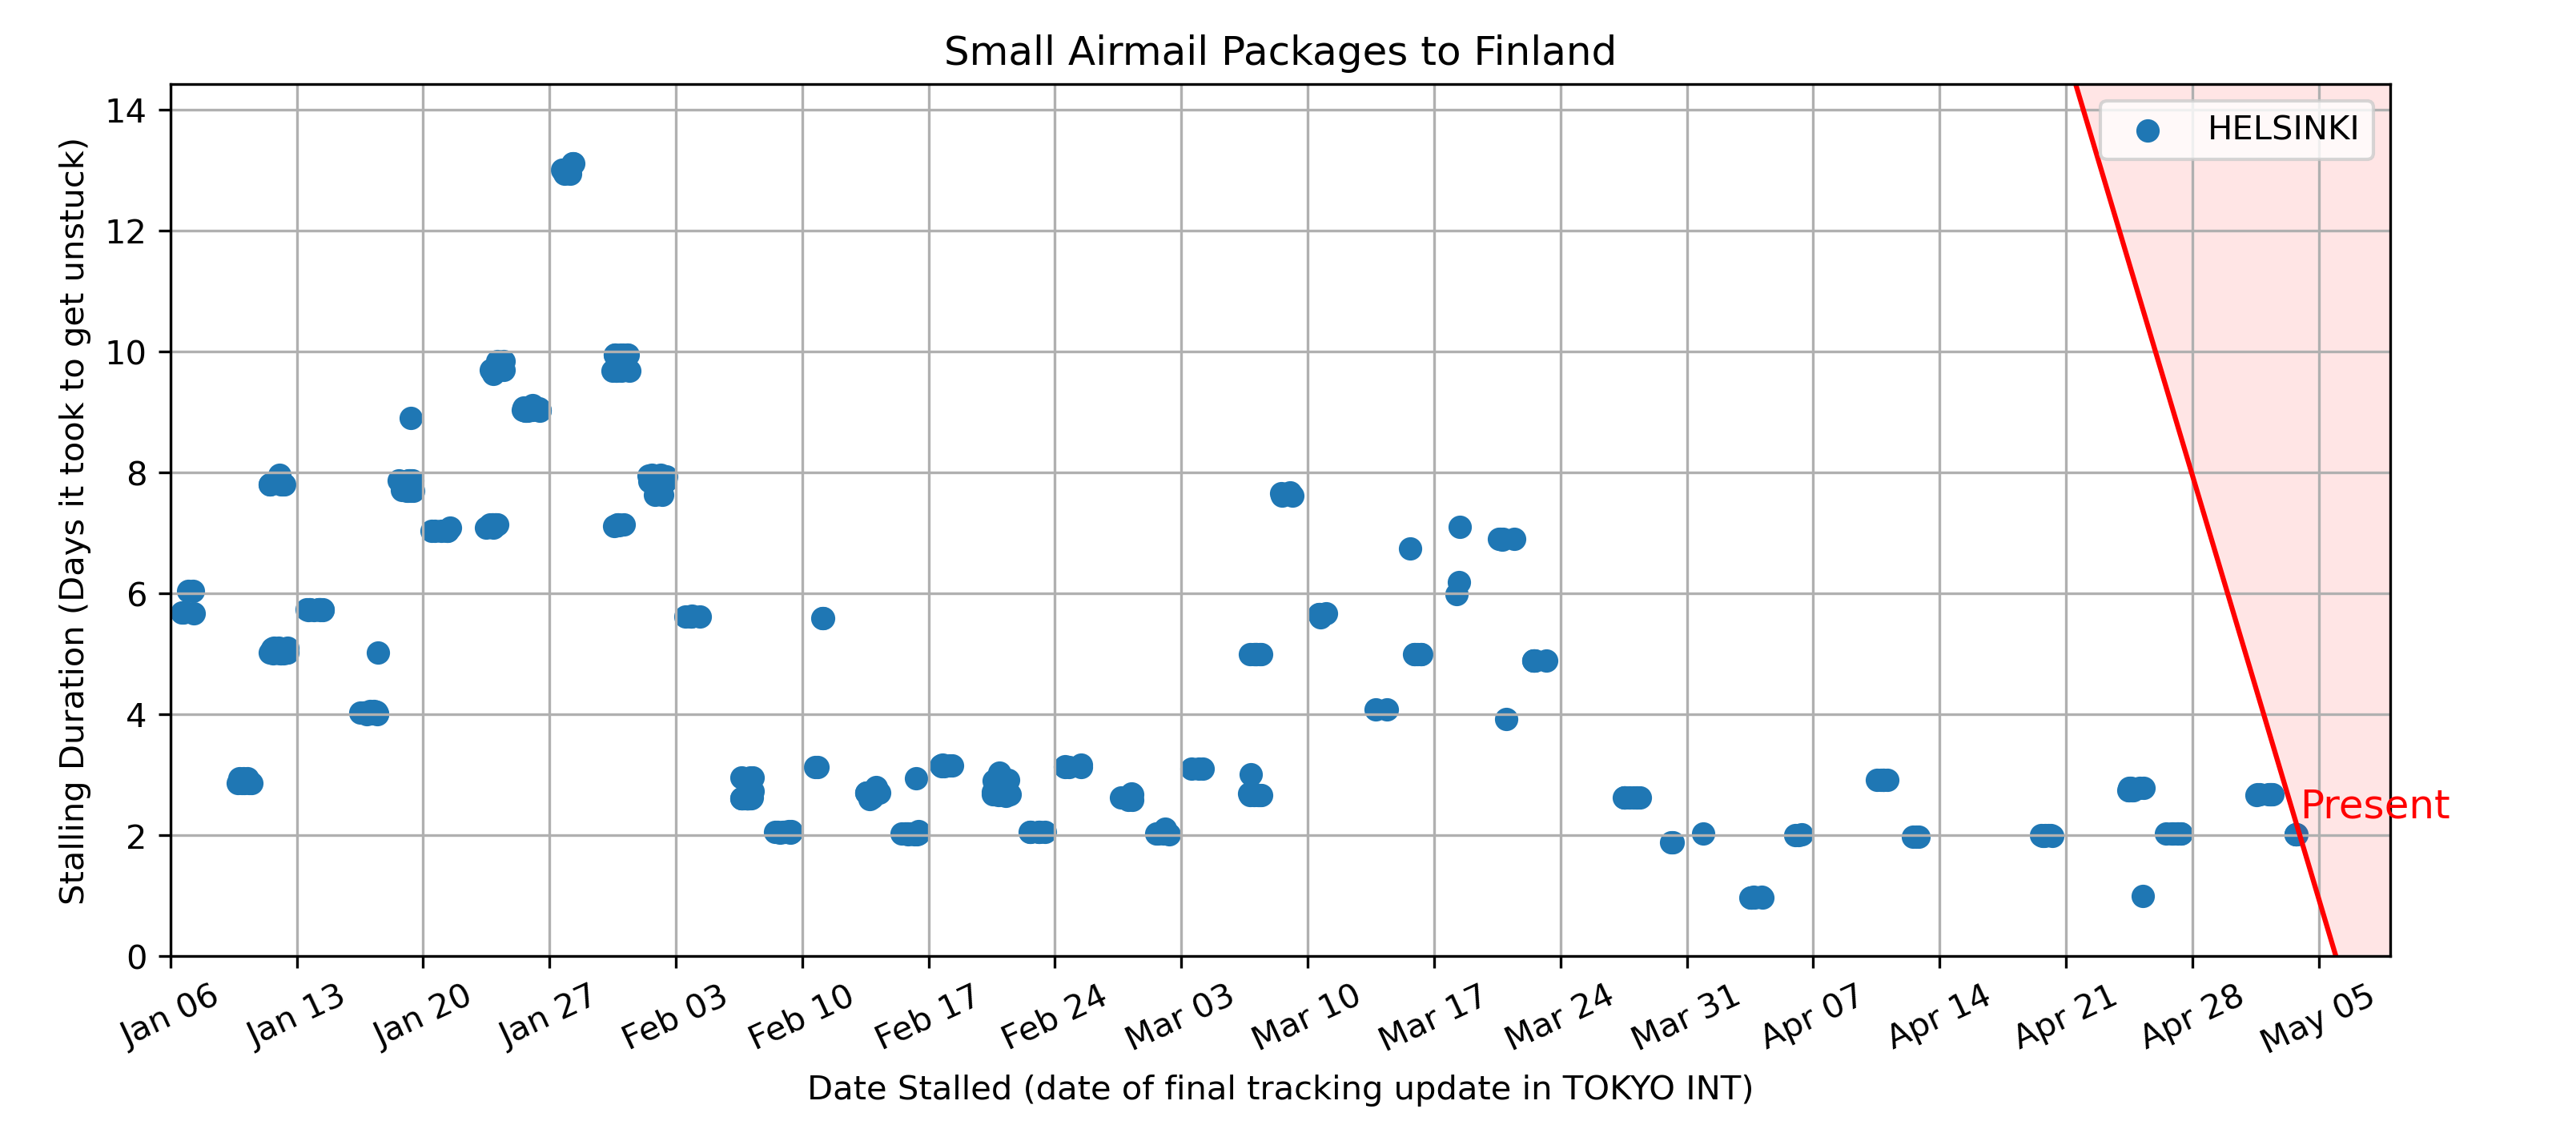 Small Airmail Packages to Finland
Stalling Duration (Days it took to get unstuck)
14
12
10
8
6
4
2
0
HELSINKI
Present
Jan 06
Jan 13
Jan 20
Jan 27
Feb 03
Feb 10
Feb 17
Feb 24
Mar 03
Mar 10
Mar 17
Mar 24
Mar 31
Apr 07
Apr 14
Apr 21
Apr 28
May 05
Date Stalled (date of final tracking update in TOKYO INT)